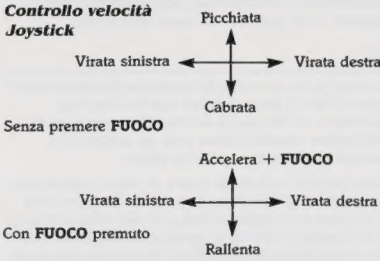 Controllo velocità
Joystick
Picchiata
Virata sinistra Virata destra
Cabrata
Senza premere FUOCO
Accelera + FUOCO
Virata sinistra Virata destra
Con FUOCO premuto
Rallenta